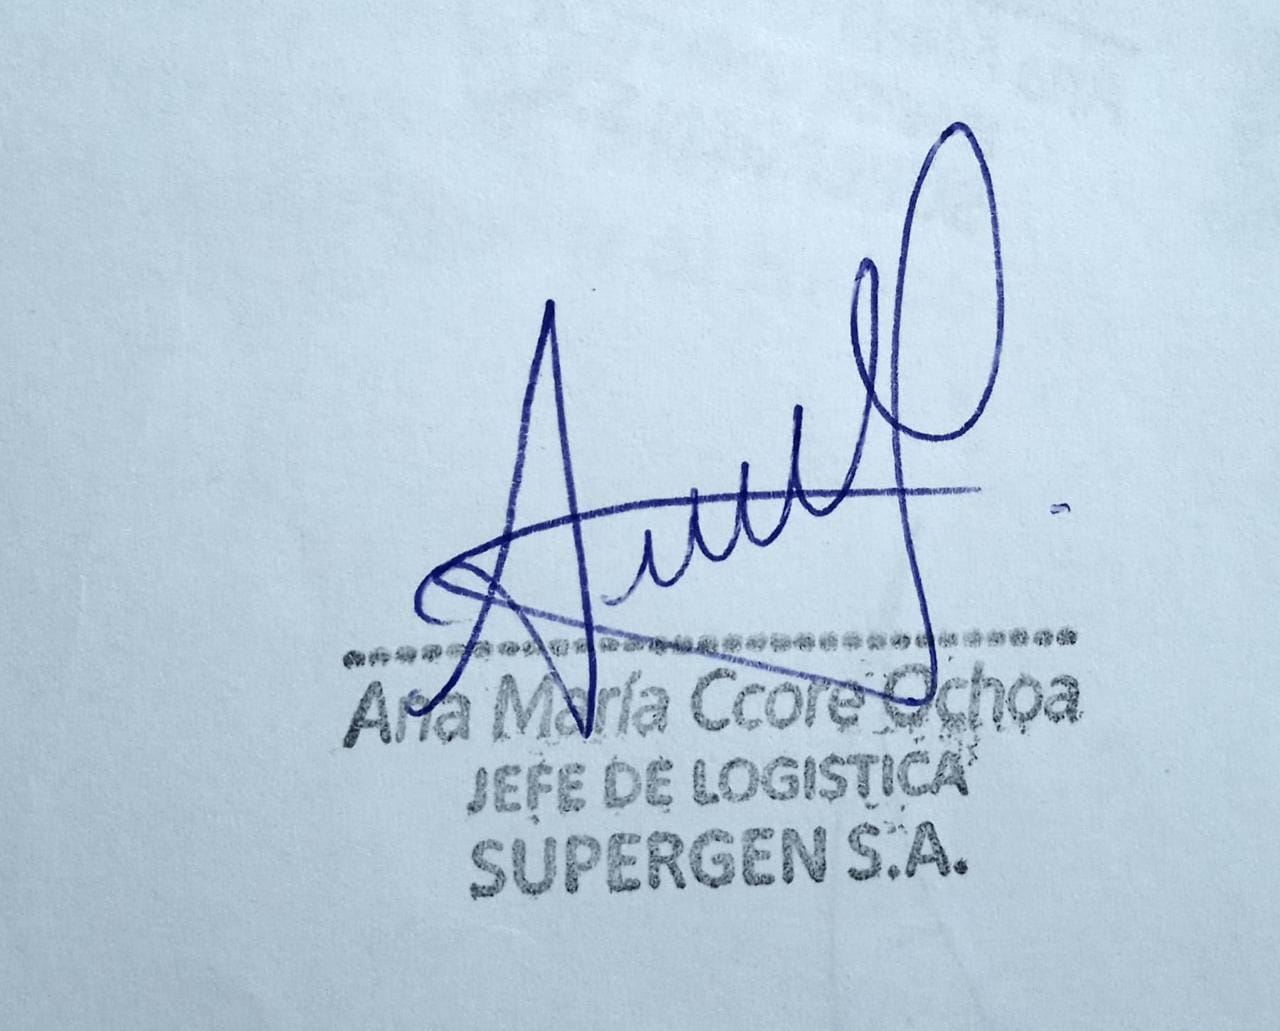 Ana María Ccore Ochoa
JEFE DE LOGISTICA
SUPERGEN S.A.